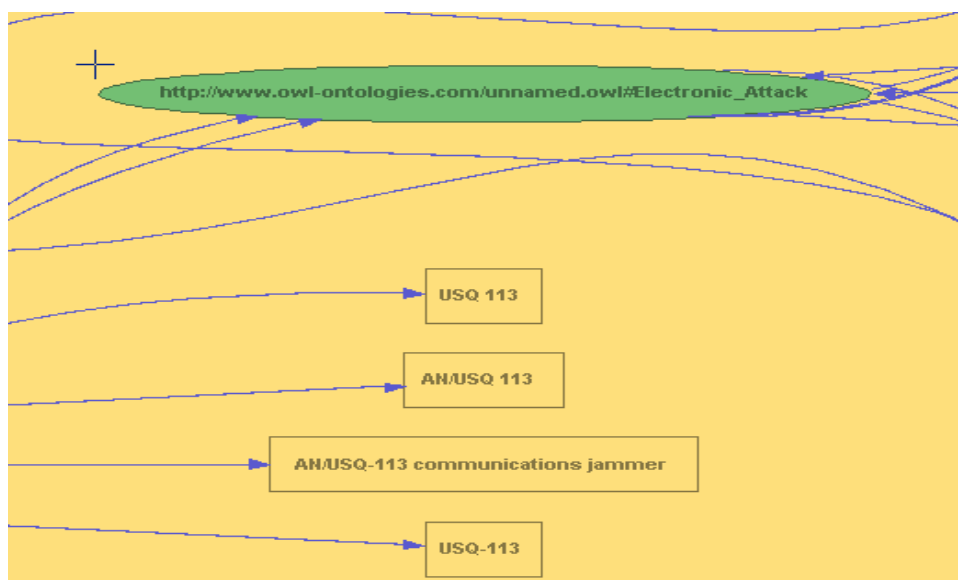 http://www.owl-ontologies.com/unnamed.owl#Electronic_Attack
USQ 113
AN/USQ 113
AN/USQ-113 communications jammer
USQ-113